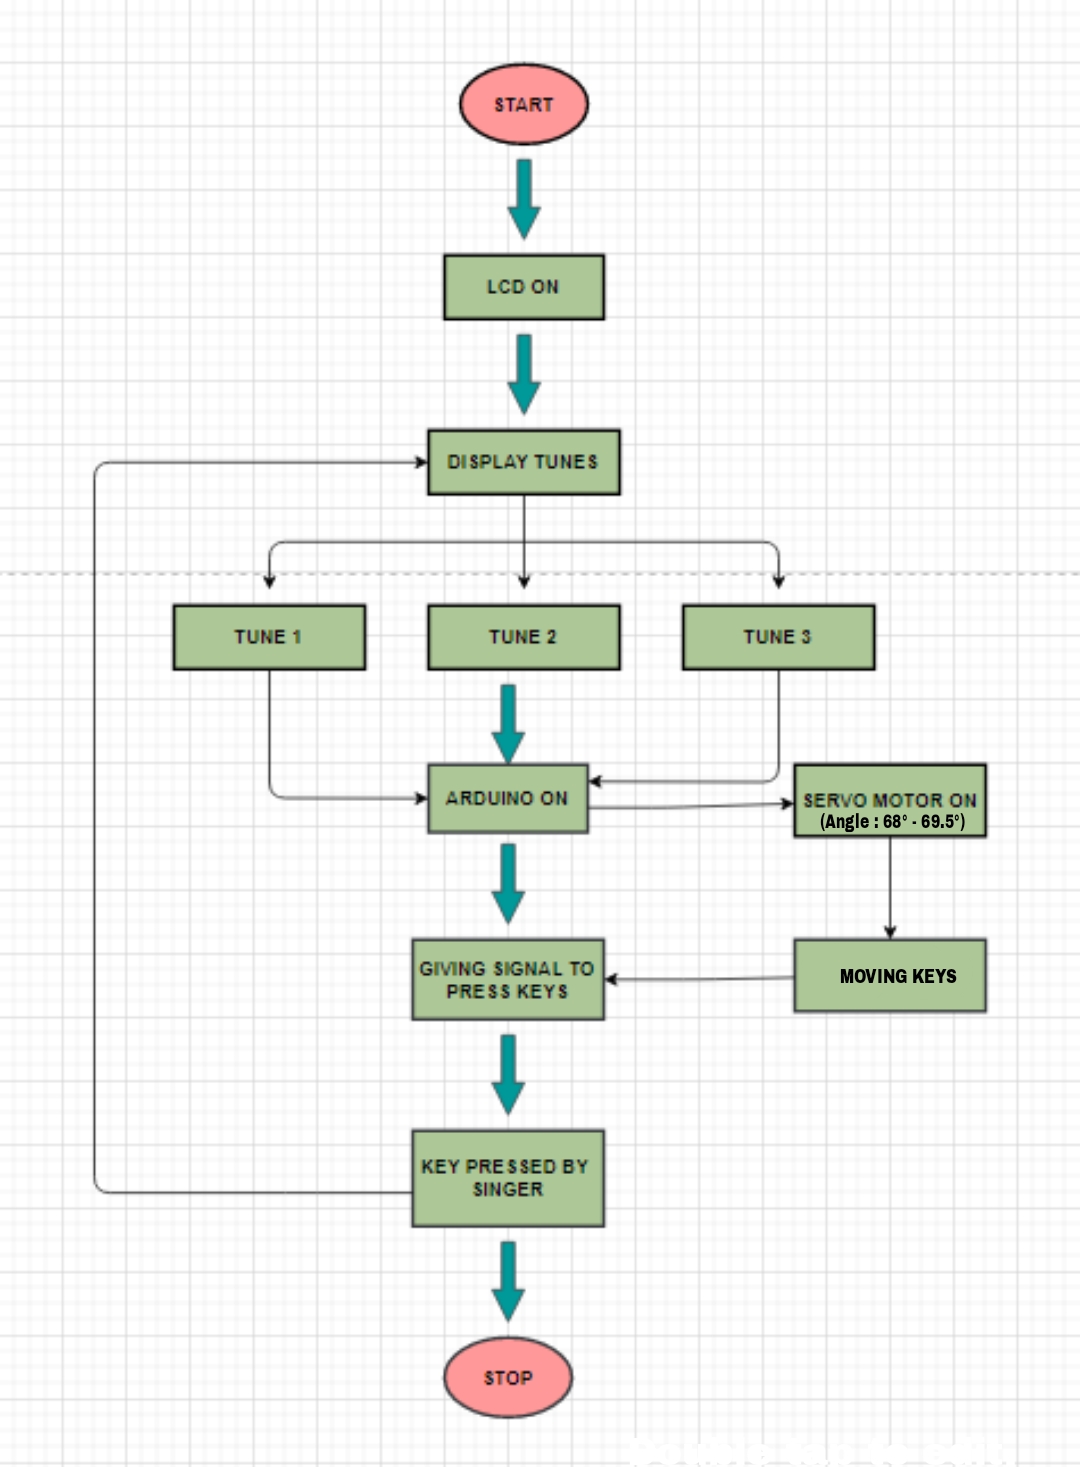 START
LCD ON
DISPLAY TUNES
TUNE 1
TUNE 2
TUNE 3
ARDUINO ON
SERVO MOTOR ON
(Angle : 68° - 69.5°)
GIVING SIGNAL TO
PRESS KEYS
MOVING KEYS
KEY PRESSED BY
SINGER
STOP